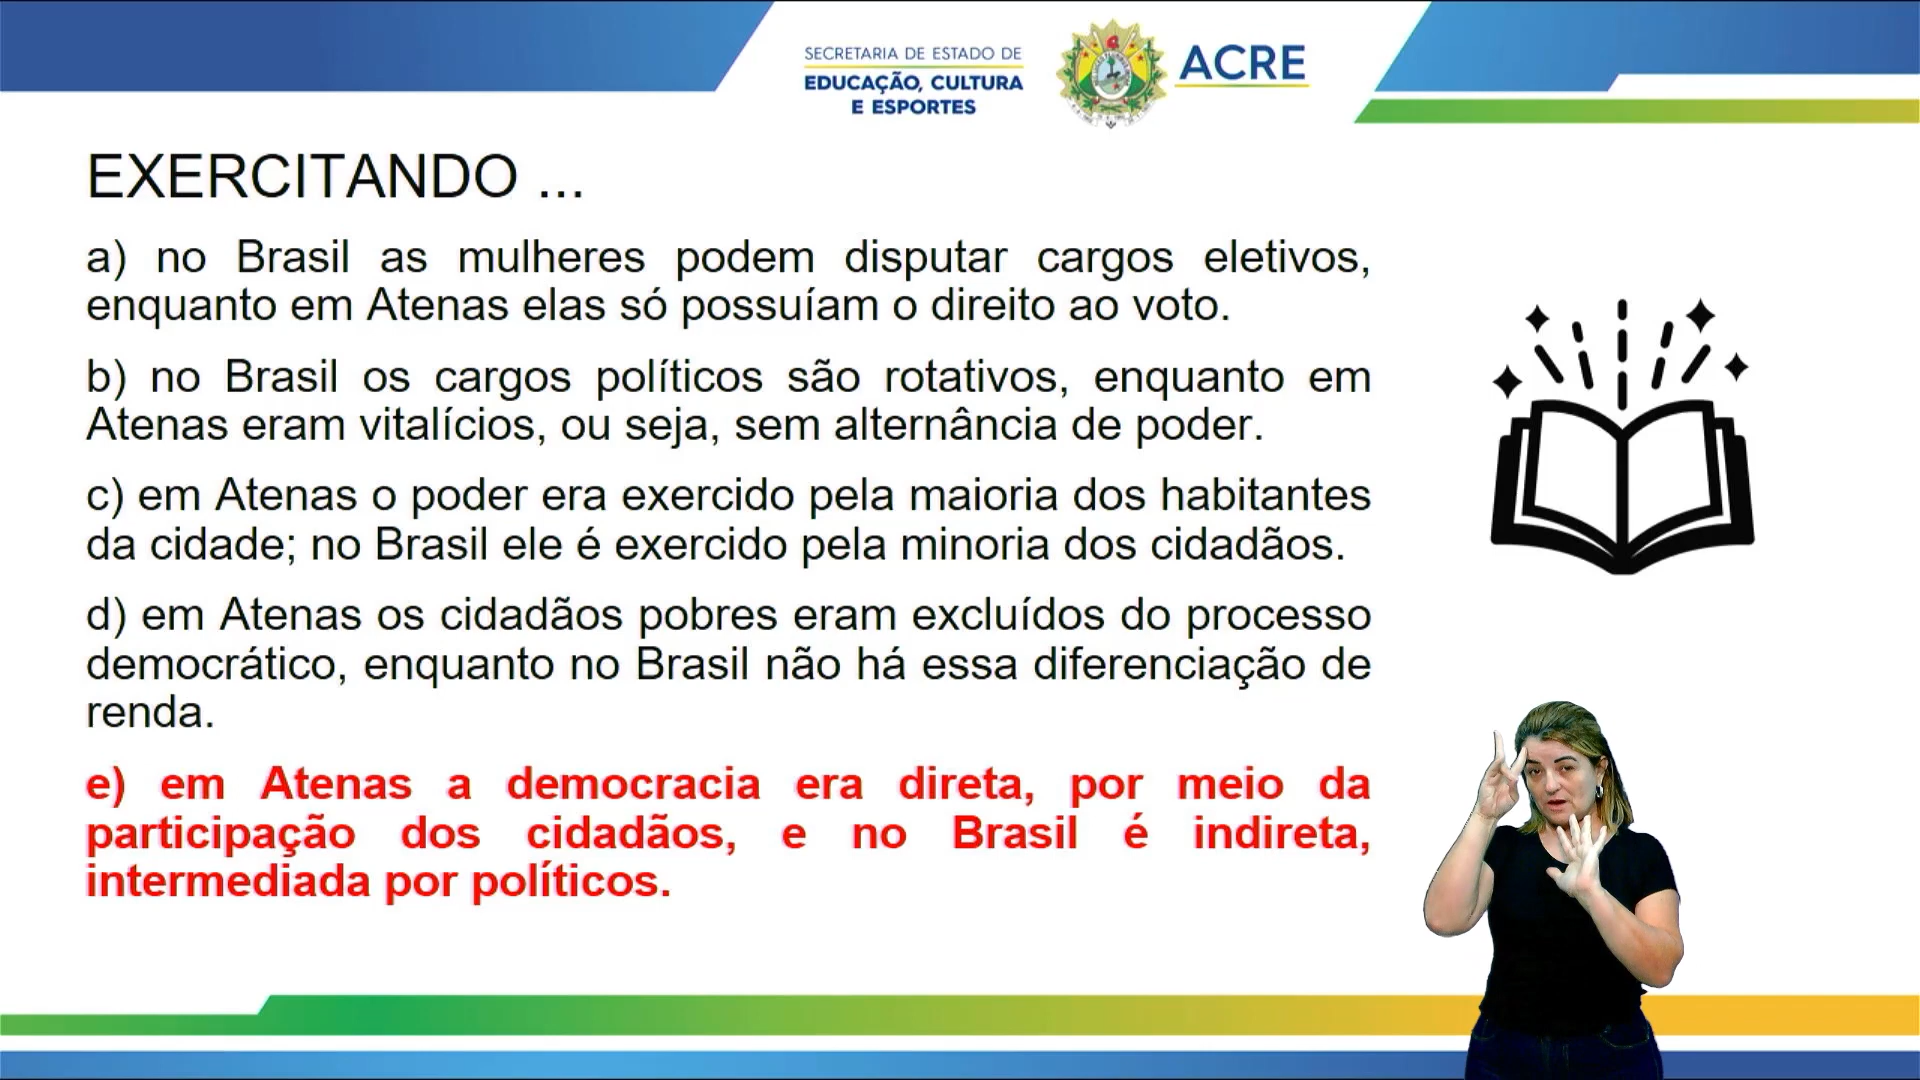 SECRETARIA DE ESTADO DE
EDUCAÇÃO, CULTURA
E ESPORTES
ACRE
EXERCITANDO ...
a) no Brasil as mulheres podem disputar cargos eletivos,
enquanto em Atenas elas só possuíam o direito ao voto.
b) no Brasil os cargos políticos são rotativos, enquanto em
Atenas eram vitalícios, ou seja, sem alternância de poder.
c) em Atenas o poder era exercido pela maioria dos habitantes
da cidade; no Brasil ele é exercido pela minoria dos cidadãos.
d) em Atenas os cidadãos pobres eram excluídos do processo
democrático, enquanto no Brasil não há essa diferenciação de
renda.
e) em Atenas a democracia era direta, por meio da
participação dos cidadãos, e no Brasil é indireta,
intermediada por políticos.